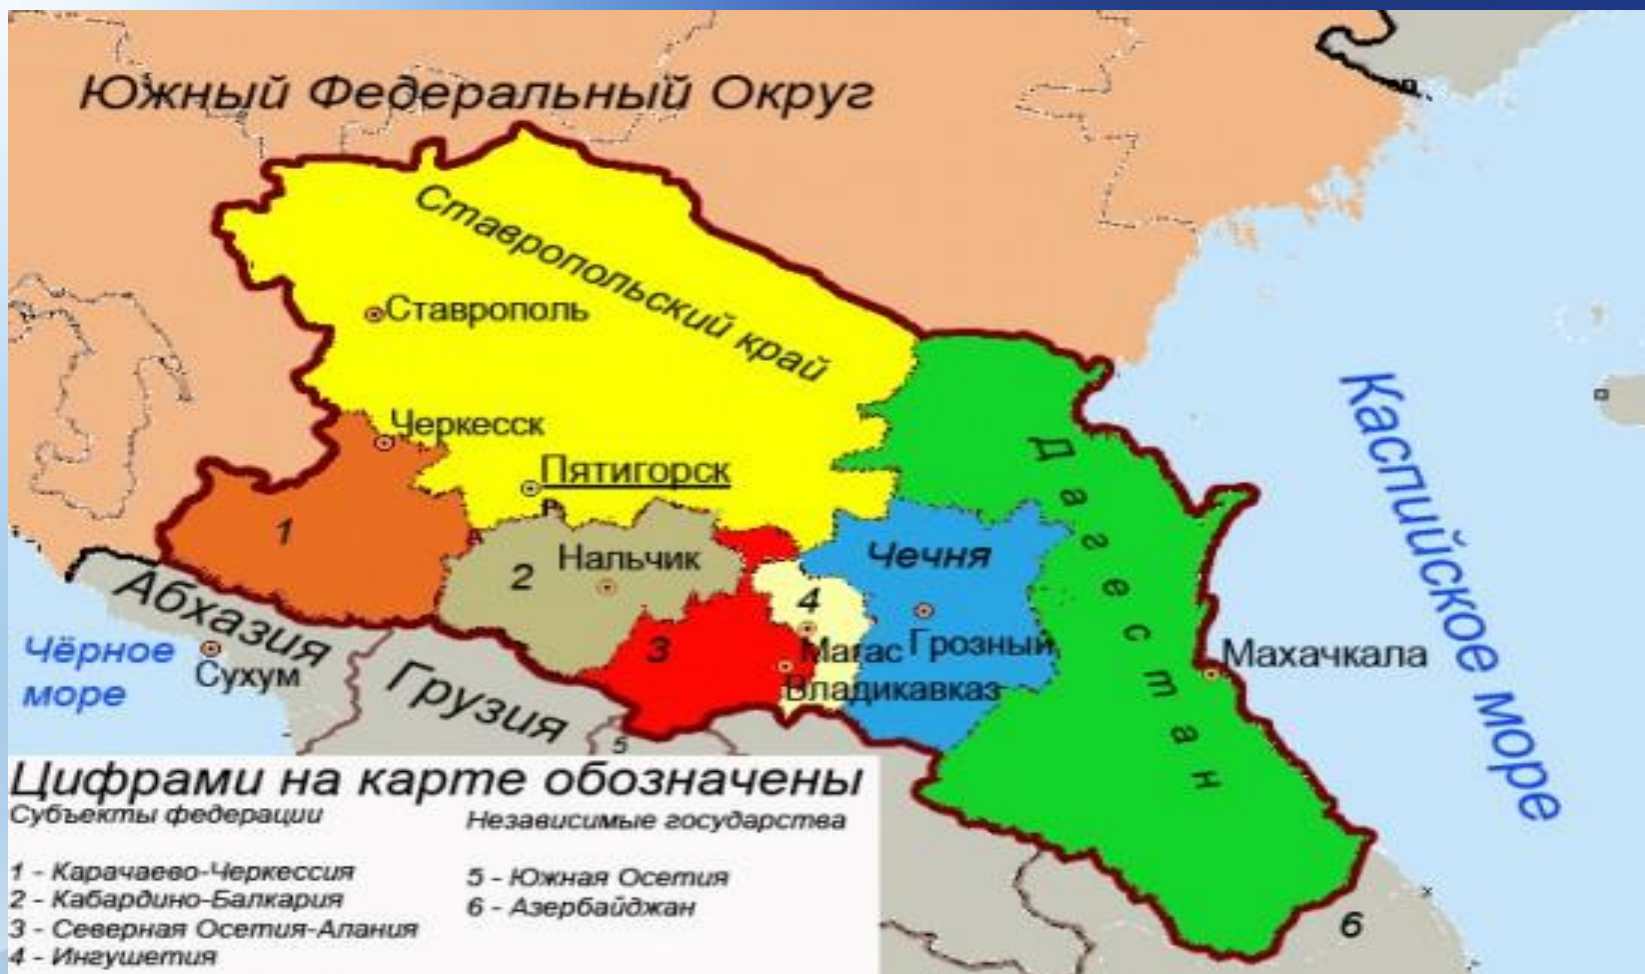 Южный Федеральный Округ
Ставропольский край
Ставрополь
Черкесск
Пятигорск
1
2
Нальчик
Чечня
4
3
Магас
Грозный
Владикавказ
Дагестан
Махачкала
Каспийское море
Абхазия
Чёрное
море
Сухум
Грузия
5
6
Цифрами на карте обозначены
Субъекты федерации
1 - Карачаево-Черкессия
2 - Кабардино-Балкария
3 - Северная Осетия-Алания
4 - Ингушетия
Независимые государства
5 - Южная Осетия
6 - Азербайджан